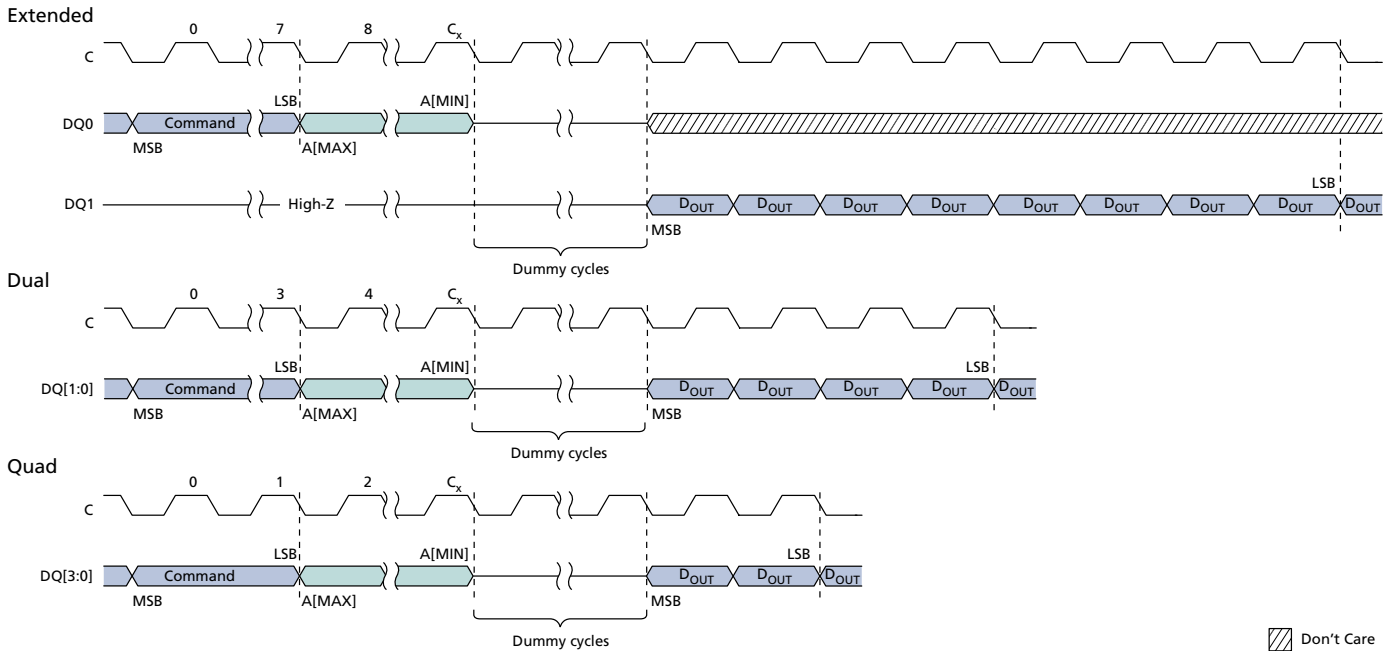 Extended
0 7 8 Cx
C
LSB A[MIN]
DQ0 Command
MSB A[MAX]
LSB
DQ1 High-Z DOUT DOUT DOUT DOUT DOUT DOUT DOUT DOUT DOUT
MSB
Dummy cycles
Dual
0 3 4 Cx
C
LSB A[MIN] LSB
DQ[1:0] Command DOUT DOUT DOUT DOUT DOUT
MSB A[MAX] MSB
Dummy cycles
Quad
0 1 2 Cx
C
LSB A[MIN] LSB
DQ[3:0] Command DOUT DOUT DOUT
MSB A[MAX] MSB
Dummy cycles
Don't Care